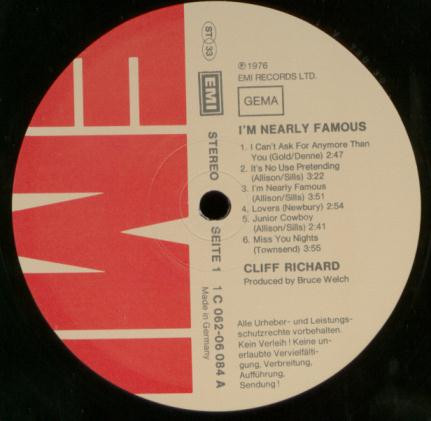 ST 33
℗ 1976
EMI RECORDS LTD.
EMI
GEMA
I'M NEARLY FAMOUS
1. I Can't Ask For Anymore Than
You (Gold/Denne) 2:47
2. It's No Use Pretending
(Allison/Sills) 3:22
3. I'm Nearly Famous
(Allison/Sills) 3:51
4. Lovers (Newbury) 2:54
5. Junior Cowboy
(Allison/Sills) 2:41
6. Miss You Nights
(Townsend) 3:55
CLIFF RICHARD
Produced by Bruce Welch
STEREO
SEITE 1
1 C 062-06 084 A
Made in Germany
Alle Urheber- und Leistungs-
schutzrechte vorbehalten.
Kein Verleih! Keine un-
erlaubte Vervielfälti-
gung, Verbreitung,
Aufführung,
Sendung!
EMI